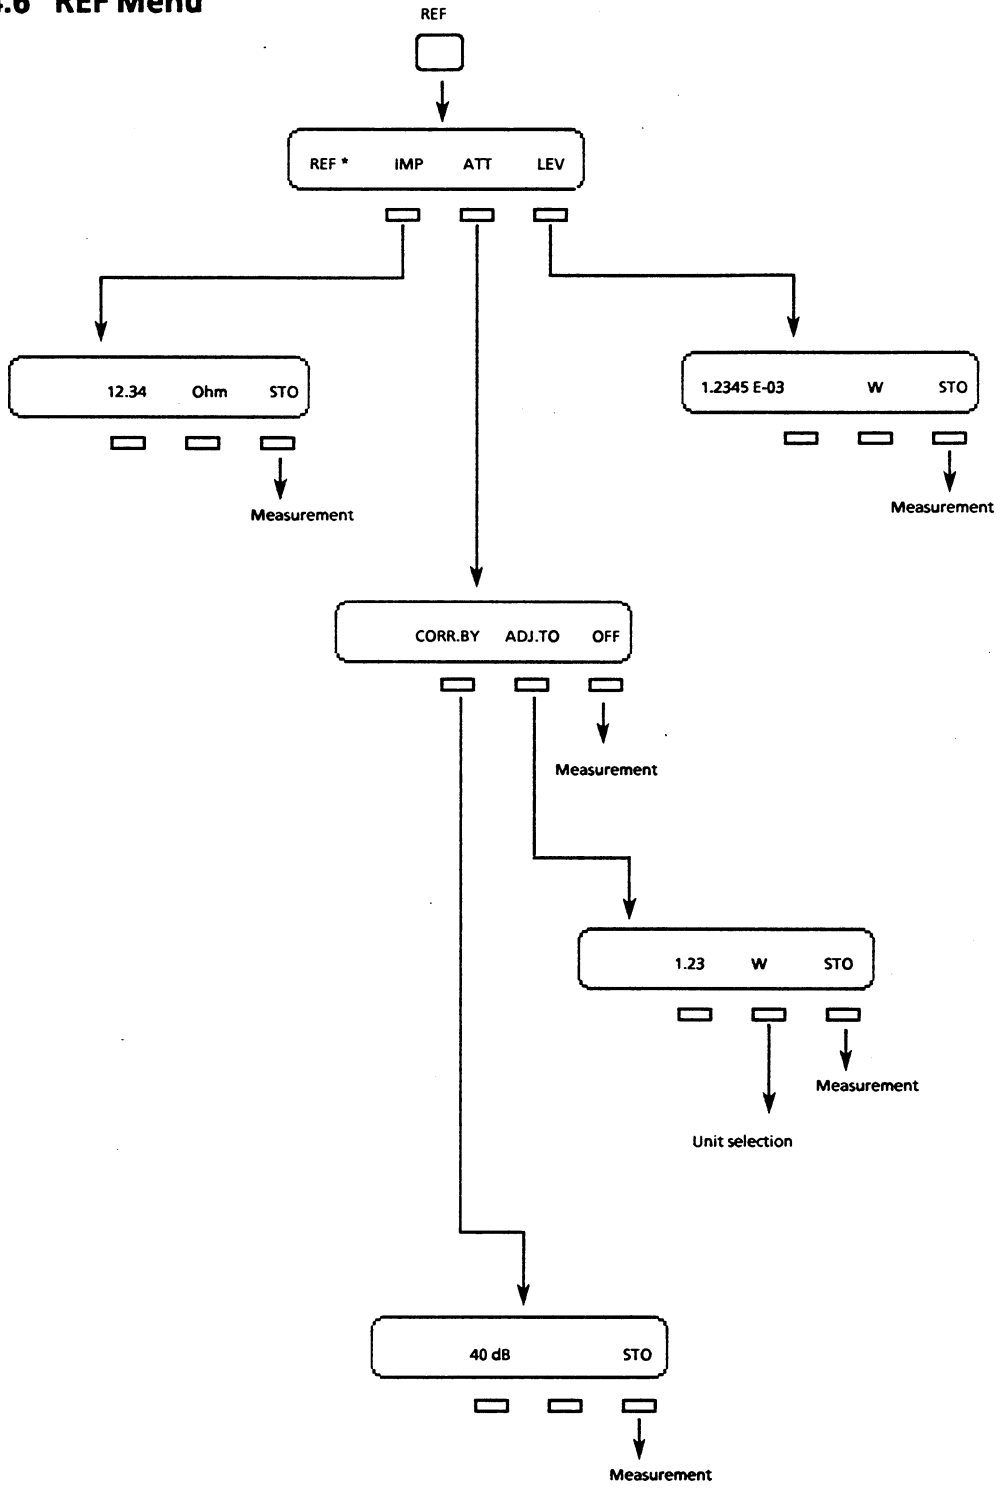 .6 REF Menu
REF
REF * IMP ATT LEV
12.34 Ohm STO
Measurement
1.2345 E-03 W STO
Measurement
CORR.BY ADJ.TO OFF
Measurement
1.23 W STO
Measurement
Unit selection
40 dB STO
Measurement